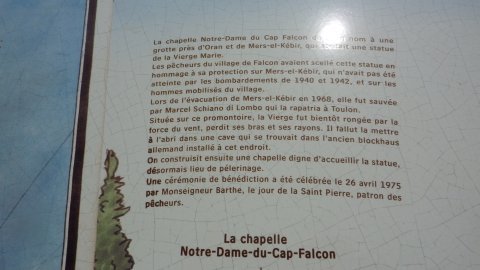 La chapelle Notre-Dame du Cap Falcon nom à une
grotte près d'Oran et de Mers-el-Kébir, une statue
de la Vierge Marie.
Les pêcheurs du village de Falcon avaient scellé cette statue en
hommage à sa protection sur Mers-el-Kébir, qui n'avait pas été
atteinte par les bombardements de 1940 et 1942, et sur les
hommes mobilisés du village.
Lors de l'évacuation de Mers-el-Kébir en 1968, elle fut sauvée
par Marcel Schiano di Lombo qui la rapatria à Toulon.
Située sur ce promontoire, la Vierge fut bientôt rongée par la
force du vent, perdit ses bras et ses rayons. Il fallut la mettre
à l'abri dans une cave qui se trouvait dans l'ancien blockhaus
allemand installé à cet endroit.
On construisit ensuite une chapelle digne d'accueillir la statue,
désormais lieu de pélerinage.
Une cérémonie de bénédiction a été célébrée le 26 avril 1975
par Monseigneur Barthe, le jour de la Saint Pierre, patron des
pêcheurs.
La chapelle
Notre-Dame-du-Cap-Falcon